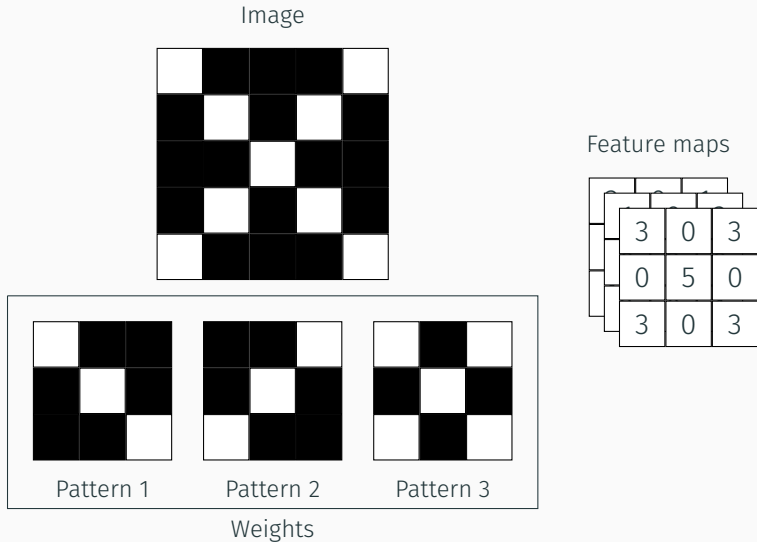 Image
Feature maps
3 0 3
0 5 0
3 0 3
Pattern 1 Pattern 2 Pattern 3
Weights